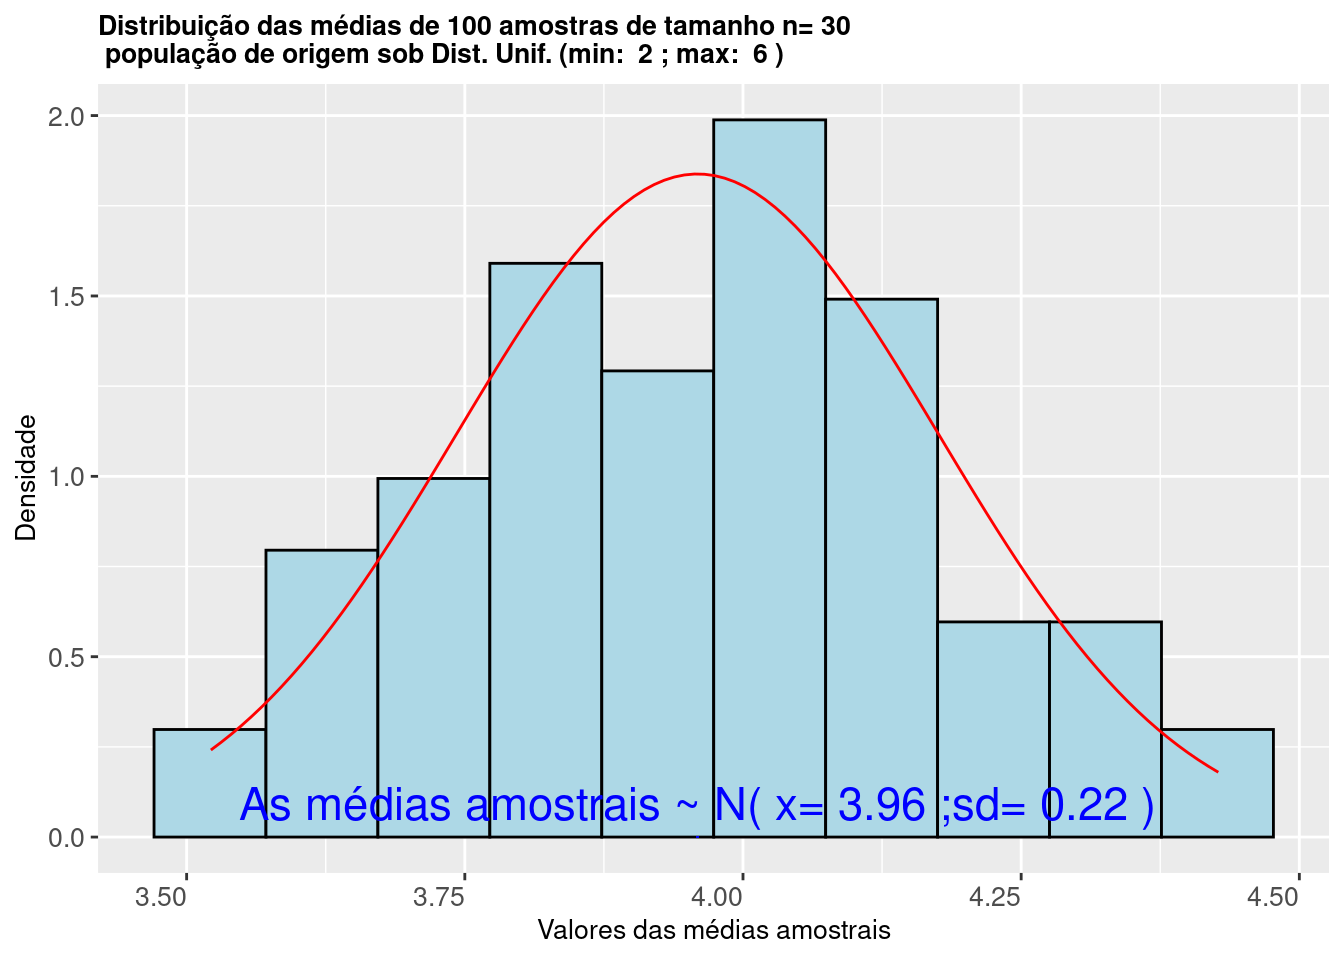 Distribuição das médias de 100 amostras de tamanho n= 30
população de origem sob Dist. Unif. (min:  2 ; max:  6 )
2.0
1.5
1.0
0.5
0.0
Densidade
As médias amostrais ~ N( x= 3.96 ;sd= 0.22 )
3.50 3.75 4.00 4.25 4.50
Valores das médias amostrais